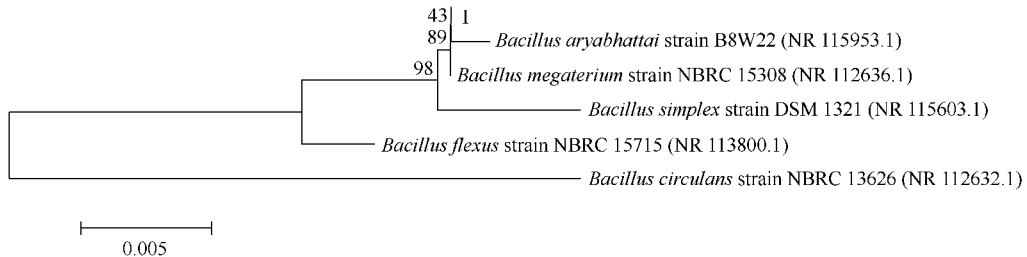 43 I
89 Bacillus aryabhattai strain B8W22 (NR 115953.1)
98 Bacillus megaterium strain NBRC 15308 (NR 112636.1)
Bacillus simplex strain DSM 1321 (NR 115603.1)
Bacillus flexus strain NBRC 15715 (NR 113800.1)
Bacillus circulans strain NBRC 13626 (NR 112632.1)
0.005